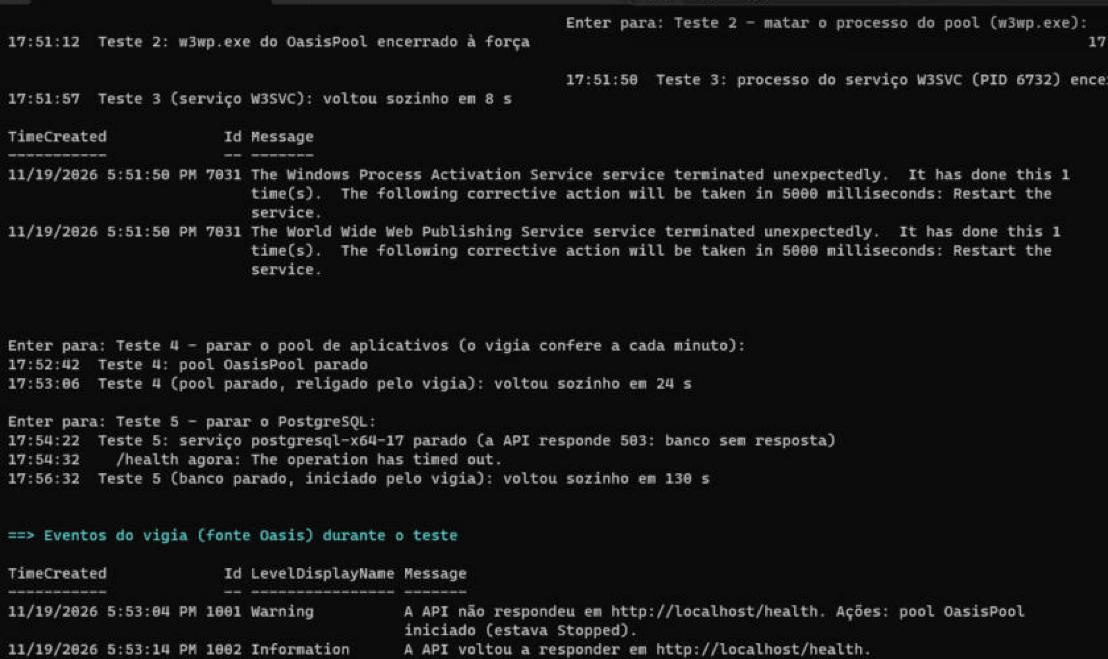 Enter para: Teste 2 - matar o processo do pool (w3wp.exe):
17:51:12  Teste 2: w3wp.exe do OasisPool encerrado à força
17
17:51:50  Teste 3: processo do serviço W3SVC (PID 6732) ence
17:51:57  Teste 3 (serviço W3SVC): voltou sozinho em 8 s
TimeCreated             Id Message
-----------             -- -------
11/19/2026 5:51:50 PM 7031 The Windows Process Activation Service service terminated unexpectedly.  It has done this 1
time(s).  The following corrective action will be taken in 5000 milliseconds: Restart the
service.
11/19/2026 5:51:50 PM 7031 The World Wide Web Publishing Service service terminated unexpectedly.  It has done this 1
time(s).  The following corrective action will be taken in 5000 milliseconds: Restart the
service.
Enter para: Teste 4 - parar o pool de aplicativos (o vigia confere a cada minuto):
17:52:42  Teste 4: pool OasisPool parado
17:53:06  Teste 4 (pool parado, religado pelo vigia): voltou sozinho em 24 s
Enter para: Teste 5 - parar o PostgreSQL:
17:54:22  Teste 5: serviço postgresql-x64-17 parado (a API responde 503: banco sem resposta)
17:54:32    /health agora: The operation has timed out.
17:56:32  Teste 5 (banco parado, iniciado pelo vigia): voltou sozinho em 130 s
==> Eventos do vigia (fonte Oasis) durante o teste
TimeCreated             Id LevelDisplayName Message
-----------             -- ---------------- -------
11/19/2026 5:53:04 PM 1001 Warning          A API não respondeu em http://localhost/health. Ações: pool OasisPool
iniciado (estava Stopped).
11/19/2026 5:53:14 PM 1002 Information      A API voltou a responder em http://localhost/health.